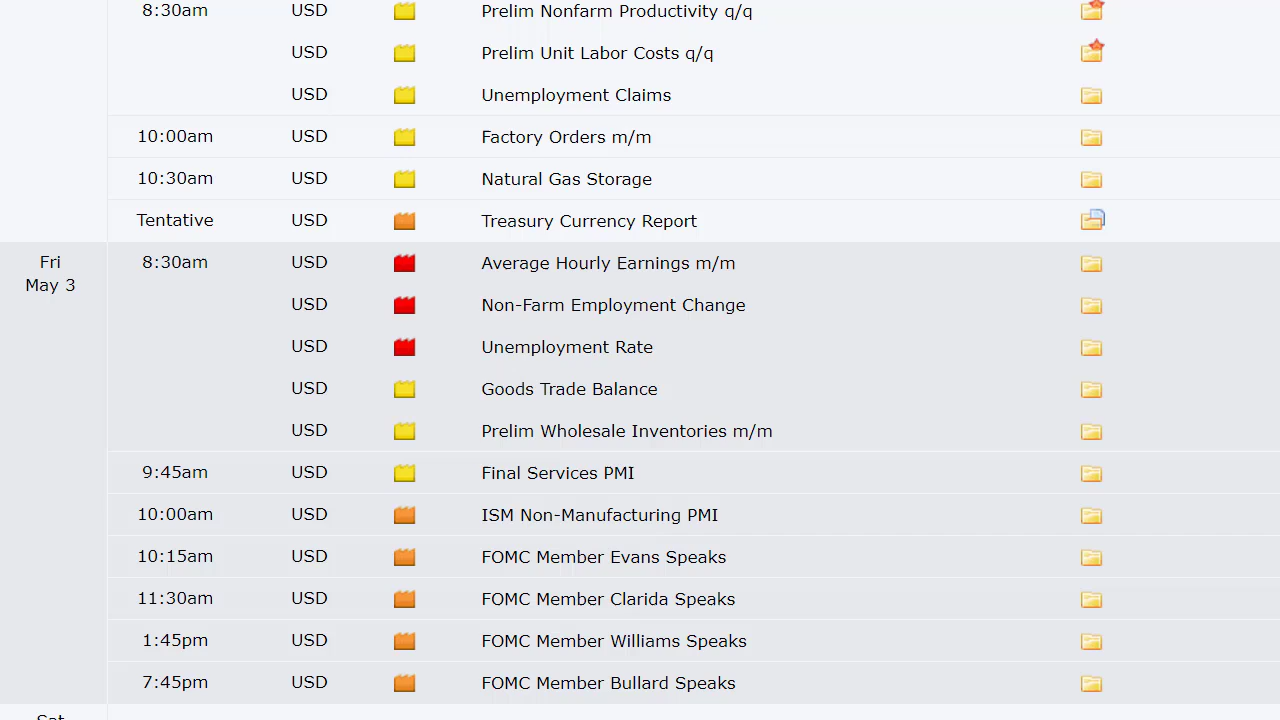 8:30am USD Prelim Nonfarm Productivity q/q
USD Prelim Unit Labor Costs q/q
USD Unemployment Claims
10:00am USD Factory Orders m/m
10:30am USD Natural Gas Storage
Tentative USD Treasury Currency Report
Fri 8:30am USD Average Hourly Earnings m/m
May 3
USD Non-Farm Employment Change
USD Unemployment Rate
USD Goods Trade Balance
USD Prelim Wholesale Inventories m/m
9:45am USD Final Services PMI
10:00am USD ISM Non-Manufacturing PMI
10:15am USD FOMC Member Evans Speaks
11:30am USD FOMC Member Clarida Speaks
1:45pm USD FOMC Member Williams Speaks
7:45pm USD FOMC Member Bullard Speaks
Sat